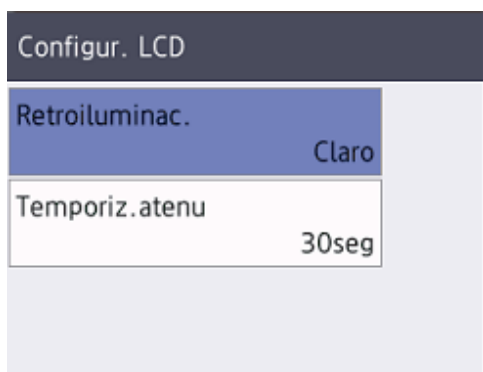 Configur. LCD
Retroiluminac.
Claro
Temporiz.atenu
30seg